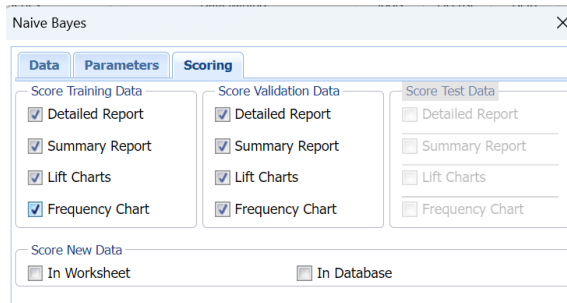 Naive Bayes
Data Parameters Scoring
Score Training Data Score Validation Data Score Test Data
Detailed Report Detailed Report Detailed Report
Summary Report Summary Report Summary Report
Lift Charts Lift Charts Lift Charts
Frequency Chart Frequency Chart Frequency Chart
Score New Data
In Worksheet In Database